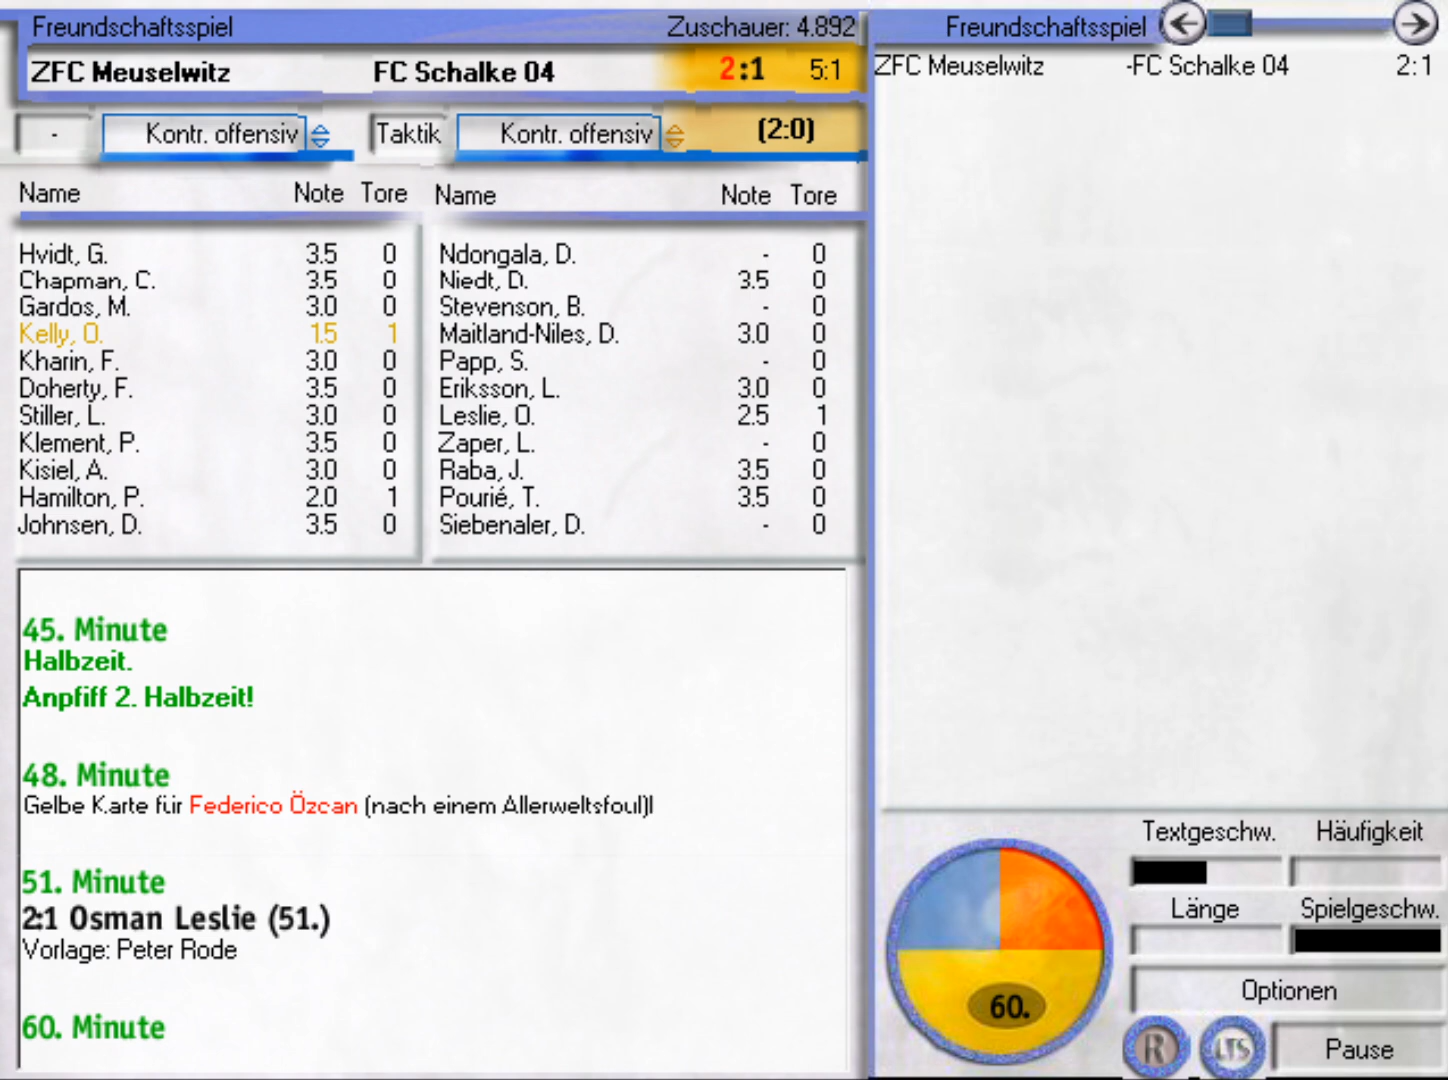 Freundschaftsspiel Zuschauer: 4.892
ZFC Meuselwitz FC Schalke 04 2:1 5:1
- Kontr. offensiv Taktik Kontr. offensiv (2:0)
Name Note Tore Name Note Tore
Hvidt, G. 3.5 0 Ndongala, D. - 0
Chapman, C. 3.5 0 Niedt, D. 3.5 0
Gardos, M. 3.0 0 Stevenson, B. - 0
Kelly, O. 1.5 1 Maitland-Niles, D. 3.0 0
Kharin, F. 3.0 0 Papp, S. - 0
Doherty, F. 3.5 0 Eriksson, L. 3.0 0
Stiller, L. 3.0 0 Leslie, O. 2.5 1
Klement, P. 3.5 0 Zaper, L. - 0
Kisiel, A. 3.0 0 Raba, J. 3.5 0
Hamilton, P. 2.0 1 Pourié, T. 3.5 0
Johnsen, D. 3.5 0 Siebenaler, D. - 0
45. Minute
Halbzeit.
Anpfiff 2. Halbzeit!
48. Minute
Gelbe Karte für Federico Özcan (nach einem Allerweltsfoul)!
51. Minute
2:1 Osman Leslie (51.)
Vorlage: Peter Rode
60. Minute
Freundschaftsspiel
ZFC Meuselwitz -FC Schalke 04 2:1
Textgeschw. Häufigkeit
Länge Spielgeschw.
60.
Optionen
R LTS Pause